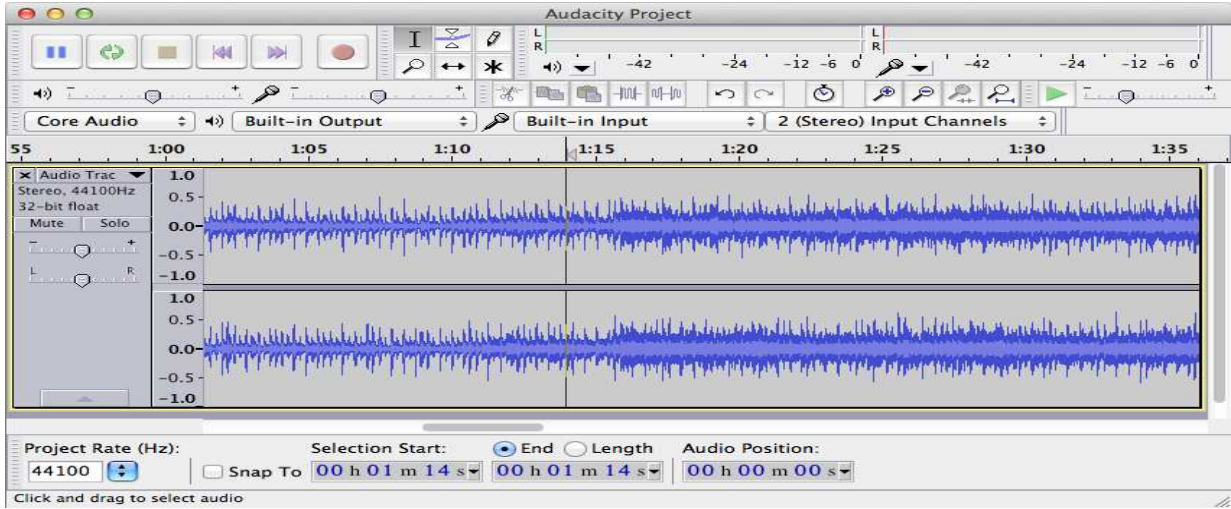 Audacity Project
L
R
-42 -24 -12 -6 0
L
R
-42 -24 -12 -6 0
- +
- +
- +
Core Audio Built-in Output Built-in Input 2 (Stereo) Input Channels
55 1:00 1:05 1:10 1:15 1:20 1:25 1:30 1:35
× Audio Trac
Stereo, 44100Hz
32-bit float
Mute Solo
- +
L R
1.0
0.5
0.0
-0.5
-1.0
1.0
0.5
0.0
-0.5
-1.0
Project Rate (Hz): Selection Start: End Length Audio Position:
44100 Snap To 00 h 01 m 14 s 00 h 01 m 14 s 00 h 00 m 00 s
Click and drag to select audio